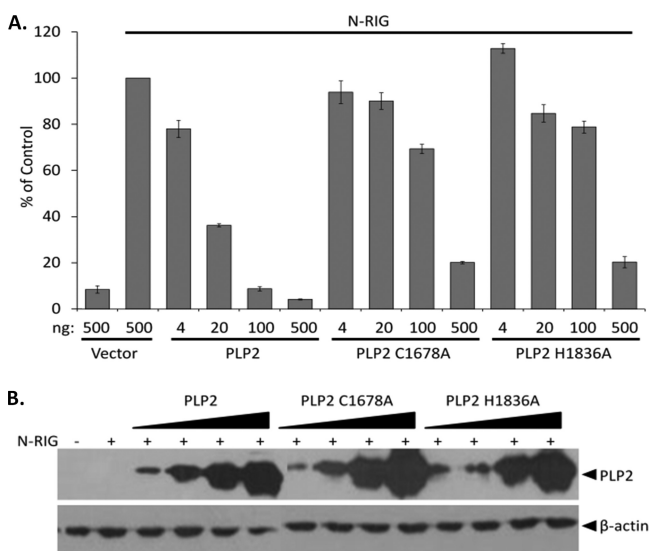 A.
N-RIG
% of Control
120
100
80
60
40
20
0
ng: 500 500 4 20 100 500 4 20 100 500 4 20 100 500
Vector PLP2 PLP2 C1678A PLP2 H1836A
B.
PLP2 PLP2 C1678A PLP2 H1836A
N-RIG - + + + + + + + + + + + + +
PLP2
β-actin